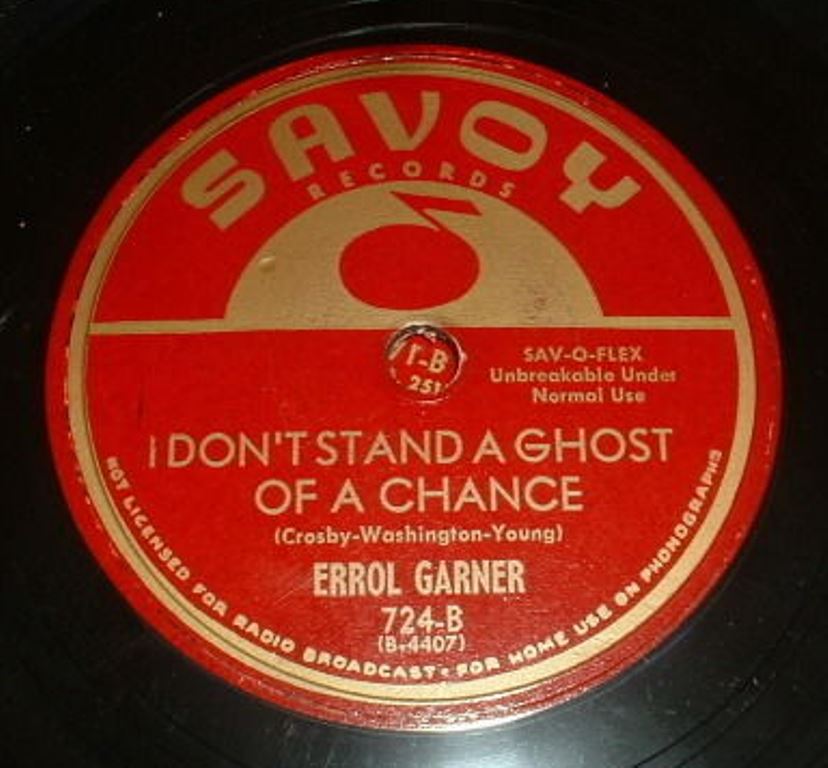 SAVOY
RECORDS
1-B
251
SAV-O-FLEX
Unbreakable Under
Normal Use
I DON'T STAND A GHOST
OF A CHANCE
(Crosby-Washington-Young)
ERROL GARNER
724-B
(B-4407)
NOT LICENSED FOR RADIO BROADCAST • FOR HOME USE ON PHONOGRAPHS